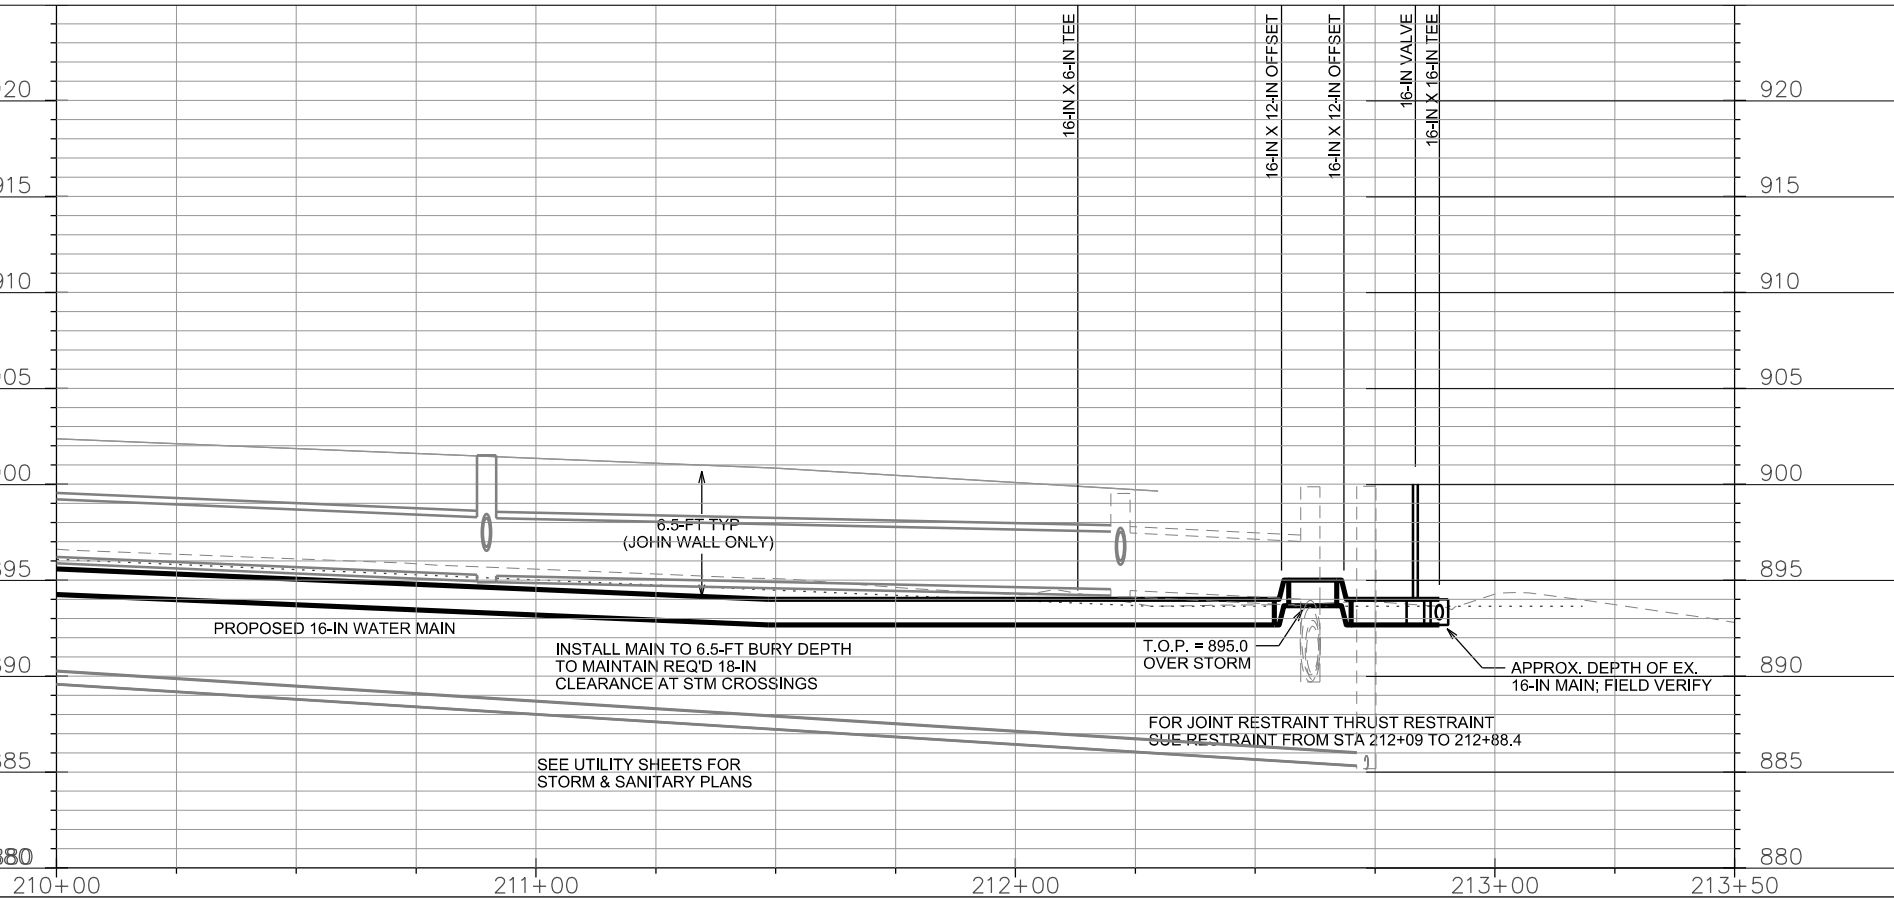 16-IN X 6-IN TEE
16-IN X 12-IN OFFSET
16-IN X 12-IN OFFSET
16-IN VALVE
16-IN X 16-IN TEE
20
920
915
915
910
910
905
905
900
900
6.5-FT TYP
(JOHN WALL ONLY)
895
895
PROPOSED 16-IN WATER MAIN
INSTALL MAIN TO 6.5-FT BURY DEPTH
TO MAINTAIN REQ'D 18-IN
CLEARANCE AT STM CROSSINGS
T.O.P. = 895.0
OVER STORM
APPROX. DEPTH OF EX.
16-IN MAIN; FIELD VERIFY
890
890
FOR JOINT RESTRAINT THRUST RESTRAINT
SUE RESTRAINT FROM STA 212+09 TO 212+88.4
SEE UTILITY SHEETS FOR
STORM & SANITARY PLANS
885
885
880
880
210+00
211+00
212+00
213+00
213+50